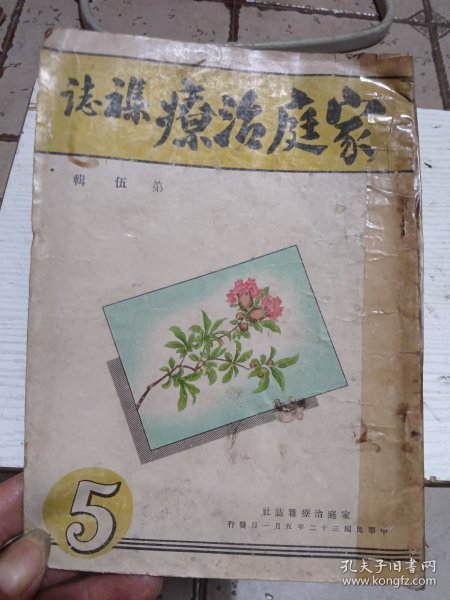 家庭治療雜誌
第伍輯
5
家庭治療雜誌社
中華民國三十二年五月一日發行
孔夫子旧书网
www.kongfz.com